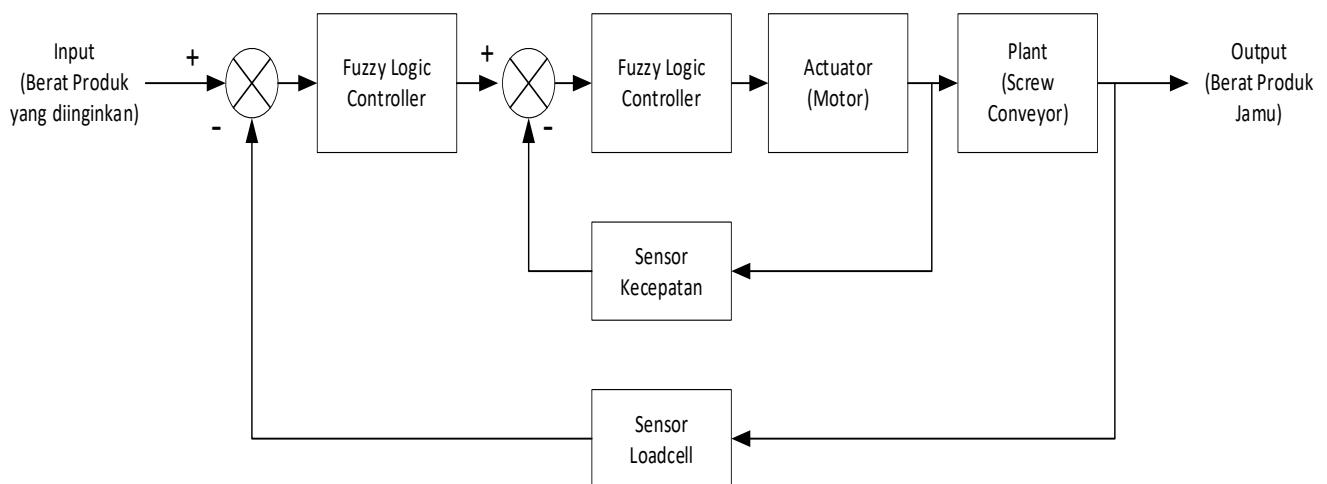 Input
(Berat Produk
yang diinginkan)
+
-
Fuzzy Logic
Controller
+
-
Fuzzy Logic
Controller
Actuator
(Motor)
Plant
(Screw
Conveyor)
Output
(Berat Produk
Jamu)
Sensor
Kecepatan
Sensor
Loadcell